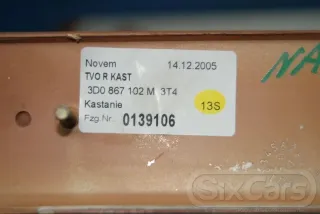 Novem 14.12.2005
TVO R KAST
3D0 867 102 M 3T4
Kastanie 13S
Fzg.Nr.: 0139106
SixCars